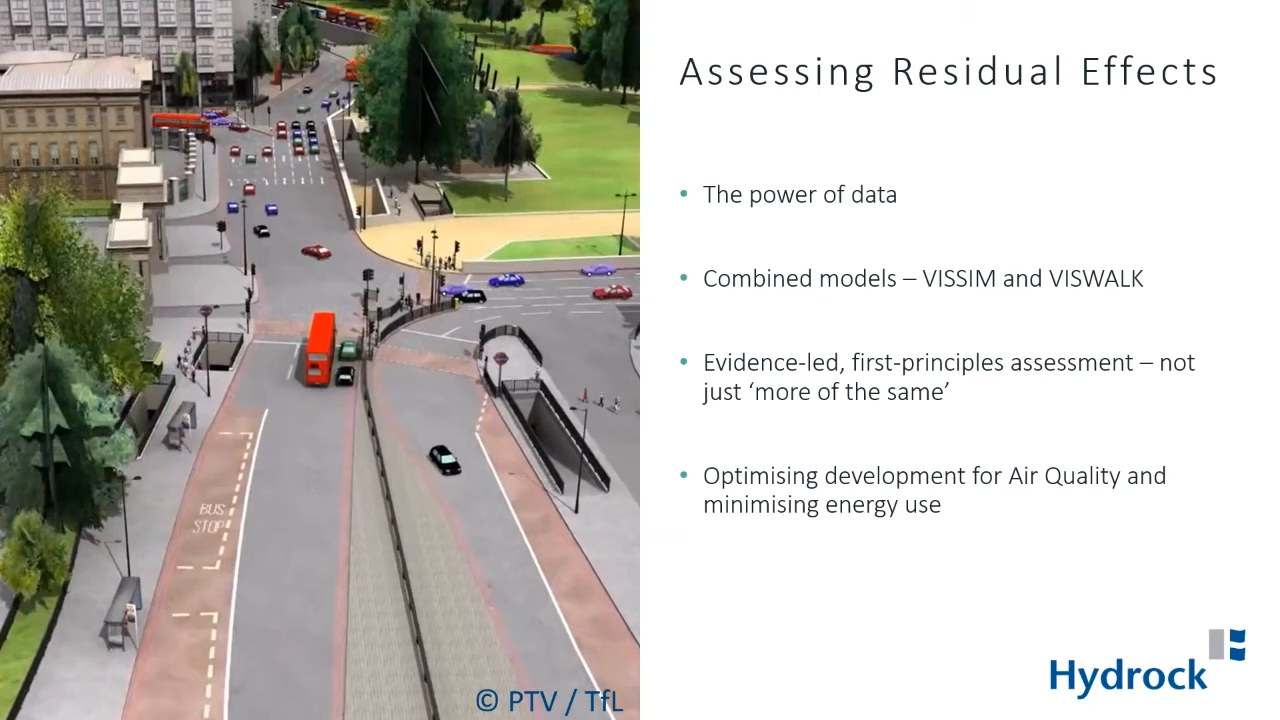 Assessing Residual Effects
• The power of data
• Combined models – VISSIM and VISWALK
• Evidence-led, first-principles assessment – not
just ‘more of the same’
• Optimising development for Air Quality and
minimising energy use
BUS
STOP
© PTV / TfL
Hydrock